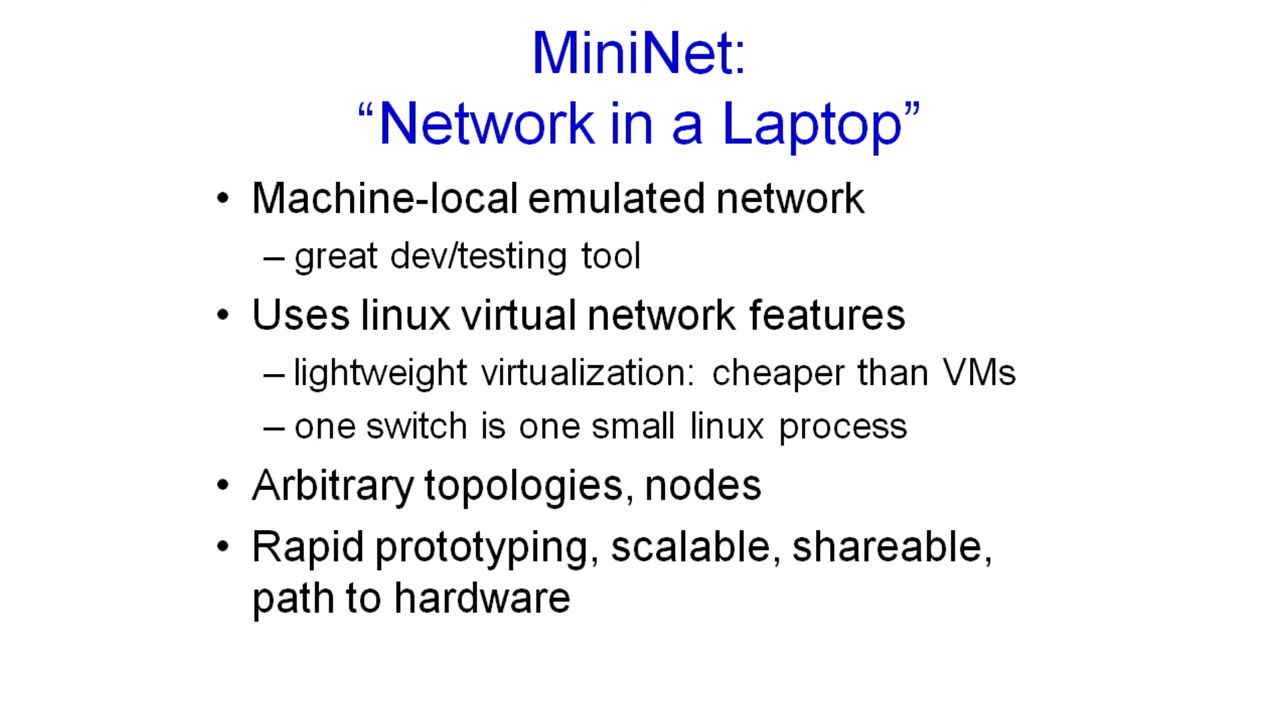 MiniNet:
“Network in a Laptop”
• Machine-local emulated network
– great dev/testing tool
• Uses linux virtual network features
– lightweight virtualization: cheaper than VMs
– one switch is one small linux process
• Arbitrary topologies, nodes
• Rapid prototyping, scalable, shareable,
path to hardware